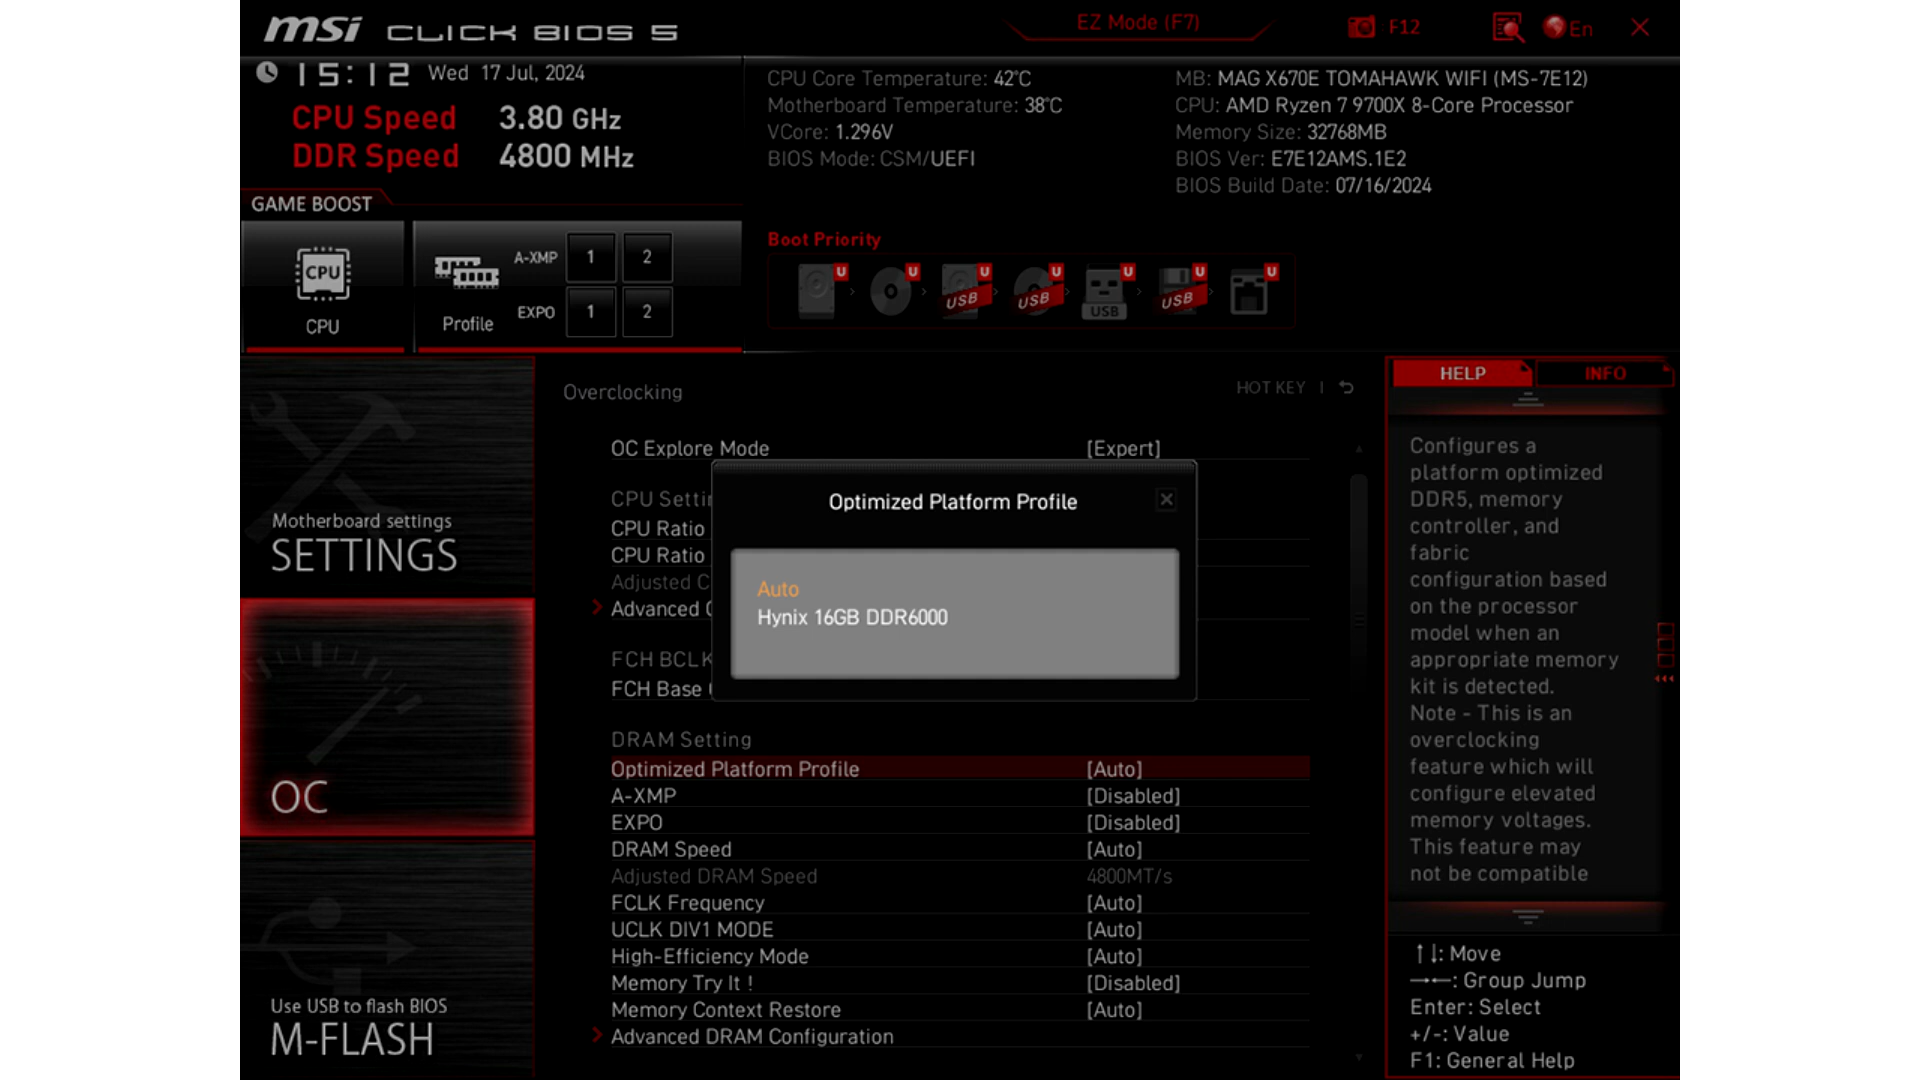 msi CLICK BIOS 5
EZ Mode (F7)
F12
En
15:12 Wed 17 Jul, 2024
CPU Speed 3.80 GHz
DDR Speed 4800 MHz
CPU Core Temperature: 42°C
Motherboard Temperature: 38°C
VCore: 1.296V
BIOS Mode: CSM/UEFI
MB: MAG X670E TOMAHAWK WIFI (MS-7E12)
CPU: AMD Ryzen 7 9700X 8-Core Processor
Memory Size: 32768MB
BIOS Ver: E7E12AMS.1E2
BIOS Build Date: 07/16/2024
GAME BOOST
CPU
CPU
Profile
A-XMP 1 2
EXPO 1 2
Boot Priority
U U U U U U U
USB USB USB USB
Motherboard settings
SETTINGS
OC
Use USB to flash BIOS
M-FLASH
Overclocking
HOT KEY |
OC Explore Mode [Expert]
CPU Settin
CPU Ratio
CPU Ratio
Adjusted C
Advanced C
FCH BCLK
FCH Base
Optimized Platform Profile
Auto
Hynix 16GB DDR6000
DRAM Setting
Optimized Platform Profile [Auto]
A-XMP [Disabled]
EXPO [Disabled]
DRAM Speed [Auto]
Adjusted DRAM Speed 4800MT/s
FCLK Frequency [Auto]
UCLK DIV1 MODE [Auto]
High-Efficiency Mode [Auto]
Memory Try It ! [Disabled]
Memory Context Restore [Auto]
Advanced DRAM Configuration
HELP
INFO
Configures a
platform optimized
DDR5, memory
controller, and
fabric
configuration based
on the processor
model when an
appropriate memory
kit is detected.
Note - This is an
overclocking
feature which will
configure elevated
memory voltages.
This feature may
not be compatible
↑↓: Move
→←: Group Jump
Enter: Select
+/-: Value
F1: General Help